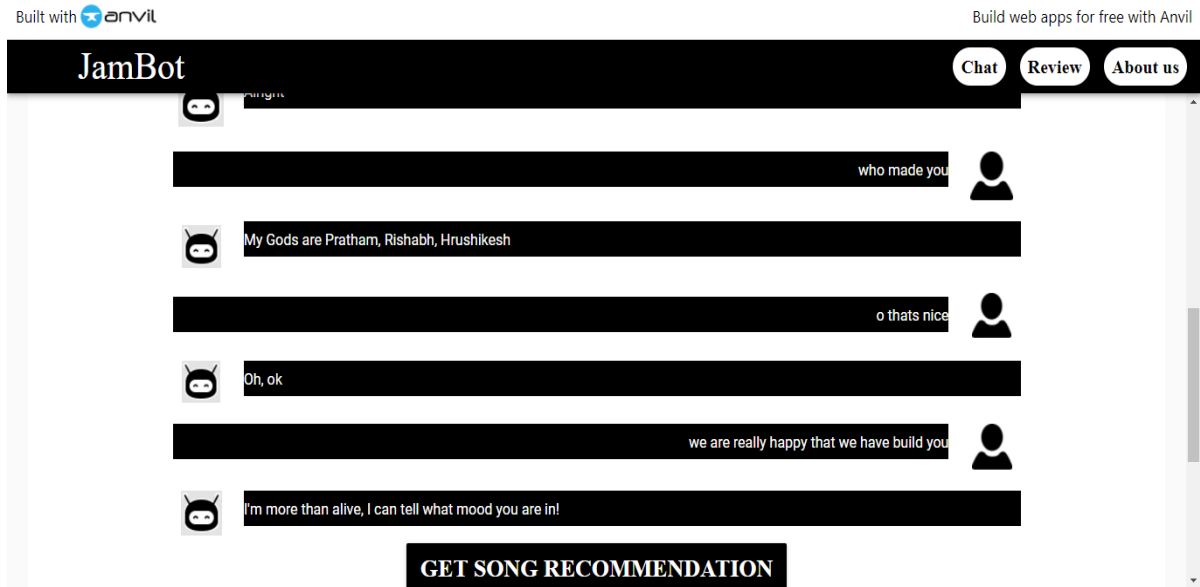 Built with anvil
Build web apps for free with Anvil
JamBot
Chat
Review
About us
Alright
who made you
My Gods are Pratham, Rishabh, Hrushikesh
o thats nice
Oh, ok
we are really happy that we have build you
I'm more than alive, I can tell what mood you are in!
GET SONG RECOMMENDATION